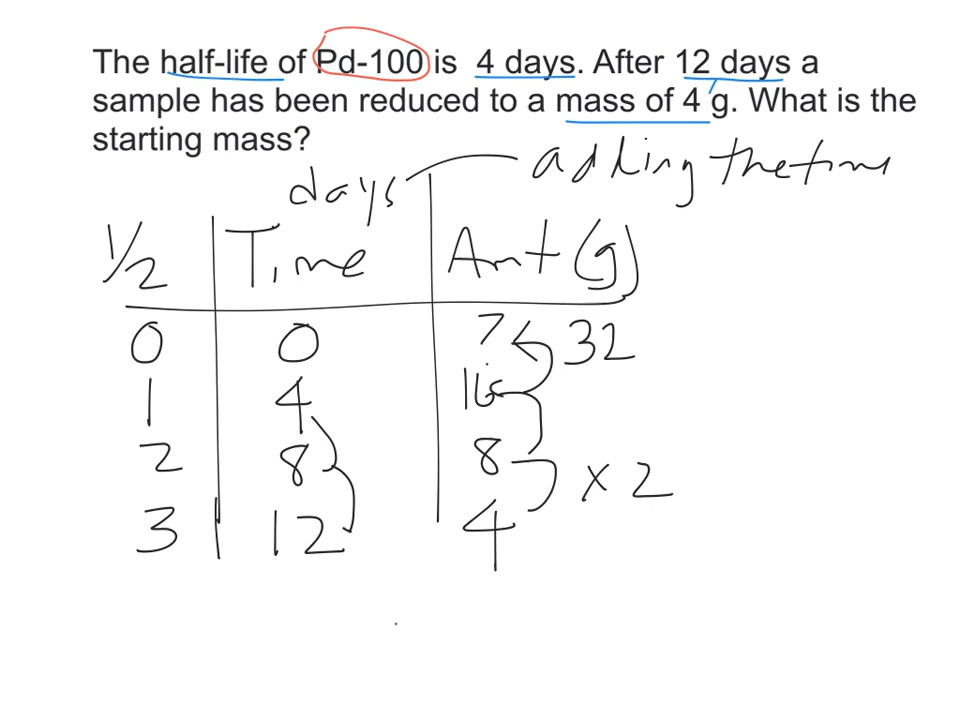 The half-life of Pd-100 is 4 days. After 12 days a
sample has been reduced to a mass of 4 g. What is the
starting mass?
days adding the time
1/2 Time Amt (g)
0 0 ? 32
1 4 16
2 8 8 x 2
3 12 4